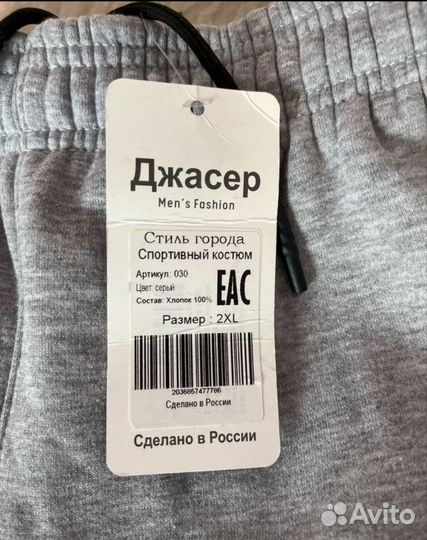 Джасер
Men's Fashion
Стиль города
Спортивный костюм
Артикул: 030
Цвет серый
Состав: Хлопок 100%
EAC
Размер : 2XL
2036857477786
Сделано в России
Сделано в России
Avito